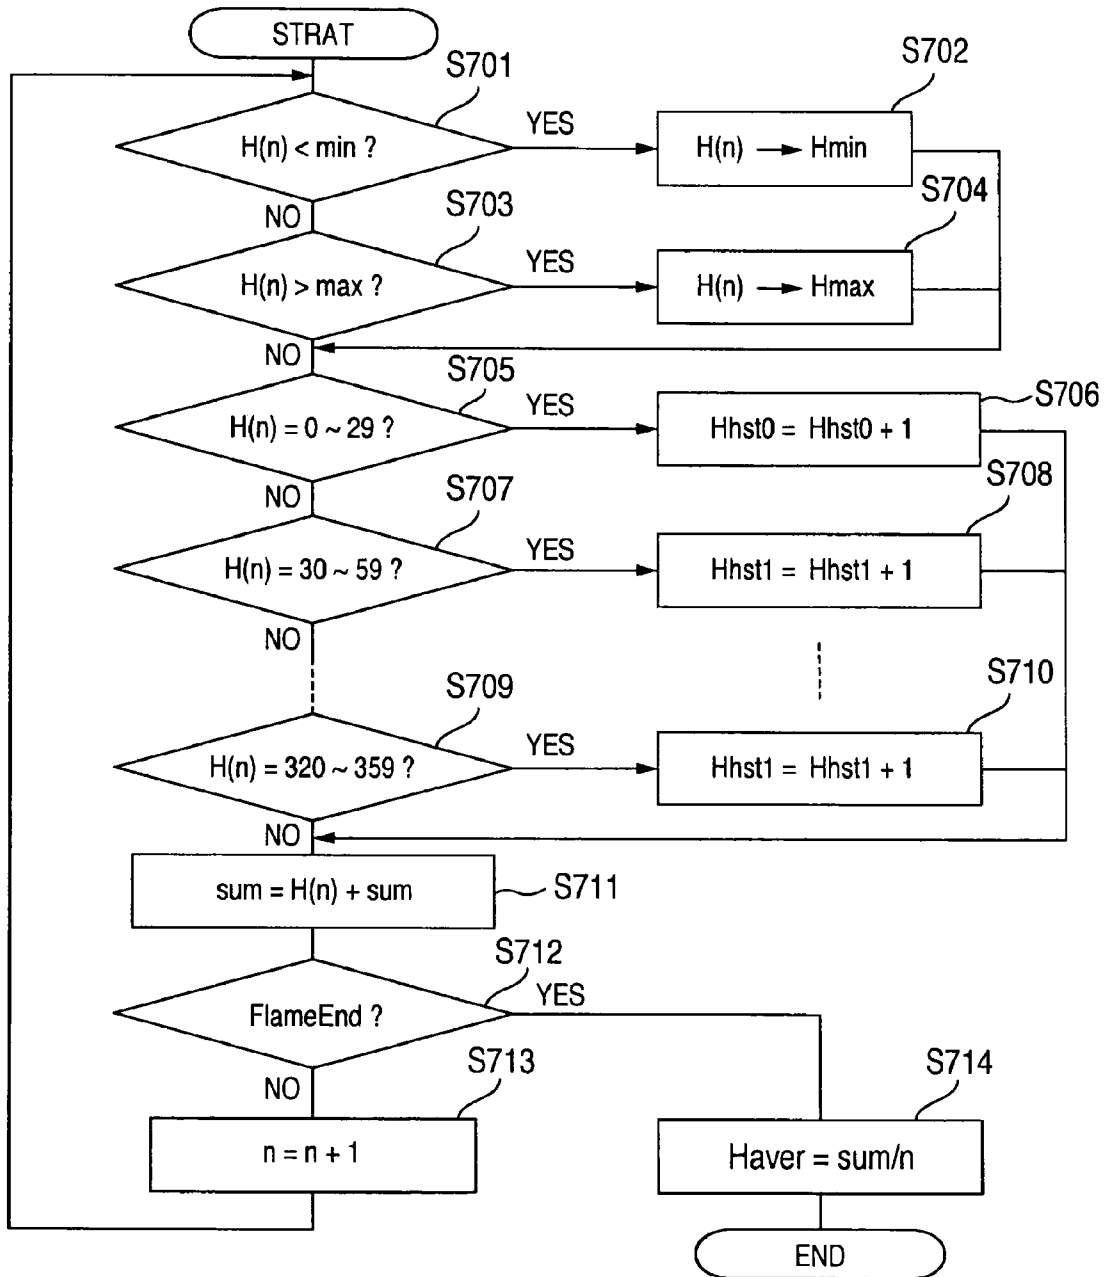 STRAT
S701
H(n) < min ?
YES
S702
H(n) → Hmin
NO
S703
H(n) > max ?
YES
S704
H(n) → Hmax
NO
S705
H(n) = 0 ~ 29 ?
YES
S706
Hhst0 = Hhst0 + 1
NO
S707
H(n) = 30 ~ 59 ?
YES
S708
Hhst1 = Hhst1 + 1
NO
S709
H(n) = 320 ~ 359 ?
YES
S710
Hhst1 = Hhst1 + 1
NO
sum = H(n) + sum
S711
S712
FlameEnd ?
YES
NO
S713
n = n + 1
S714
Haver = sum/n
END